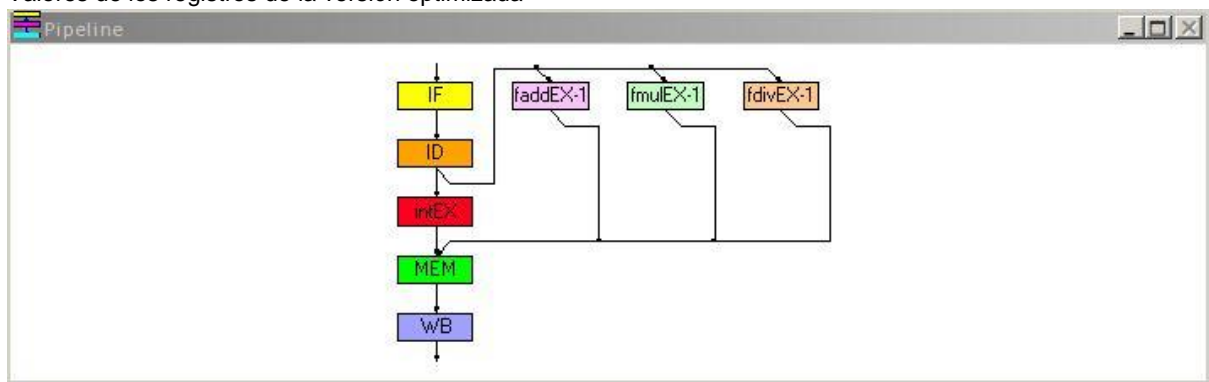 Valores de los registros de la versión optimizada
Pipeline
IF
faddEX-1
fmulEX-1
fdivEX-1
ID
intEX
MEM
WB